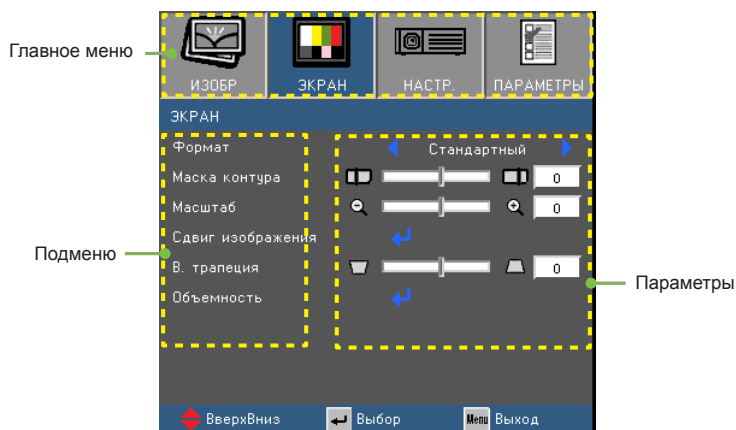 Главное меню
ИЗОБР ЭКРАН НАСТР. ПАРАМЕТРЫ
ЭКРАН
Формат Стандартный
Маска контура 0
Масштаб 0
Сдвиг изображения
Подменю
В. трапеция 0
Параметры
Объемность
ВверхВниз Выбор Menu Выход